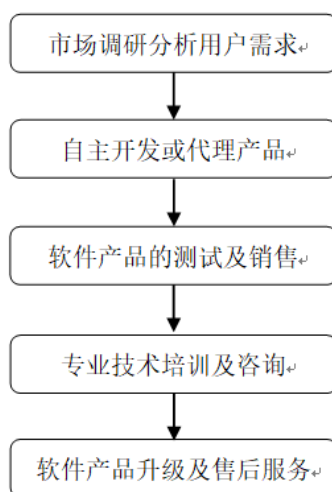 市场调研分析用户需求
自主开发或代理产品
软件产品的测试及销售
专业技术培训及咨询
软件产品升级及售后服务